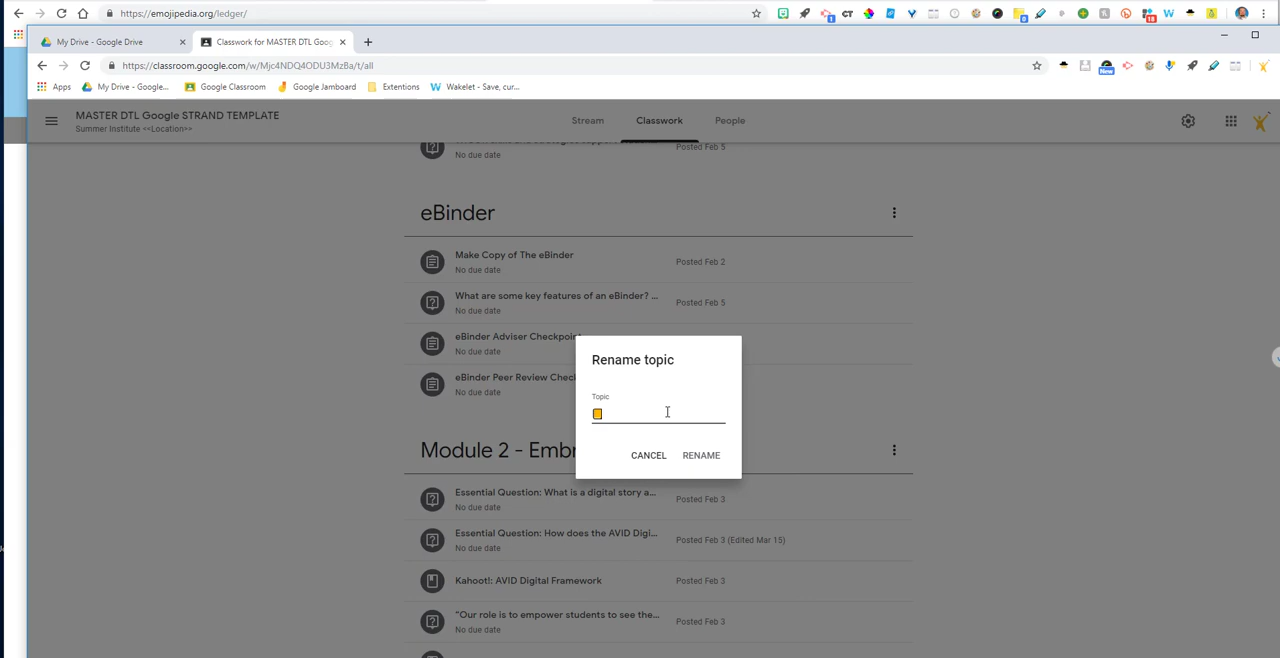 https://emojipedia.org/ledger/
My Drive - Google Drive
Classwork for MASTER DTL Goog
https://classroom.google.com/w/Mjc4NDQ4ODU3MzBa/t/all
Apps
My Drive - Google...
Google Classroom
Google Jamboard
Extentions
Wakelet - Save, cur...
New
MASTER DTL Google STRAND TEMPLATE
Summer Institute <<Location>>
Stream
Classwork
People
No due date
Posted Feb 5
eBinder
Make Copy of The eBinder
No due date
Posted Feb 2
What are some key features of an eBinder? ...
No due date
Posted Feb 5
eBinder Adviser Checkpoint
No due date
eBinder Peer Review Chec
No due date
Rename topic
Topic
CANCEL
RENAME
Module 2 - Emb
Essential Question: What is a digital story a...
No due date
Posted Feb 3
Essential Question: How does the AVID Digi...
No due date
Posted Feb 3 (Edited Mar 15)
Kahoot!: AVID Digital Framework
Posted Feb 3
"Our role is to empower students to see the...
No due date
Posted Feb 3